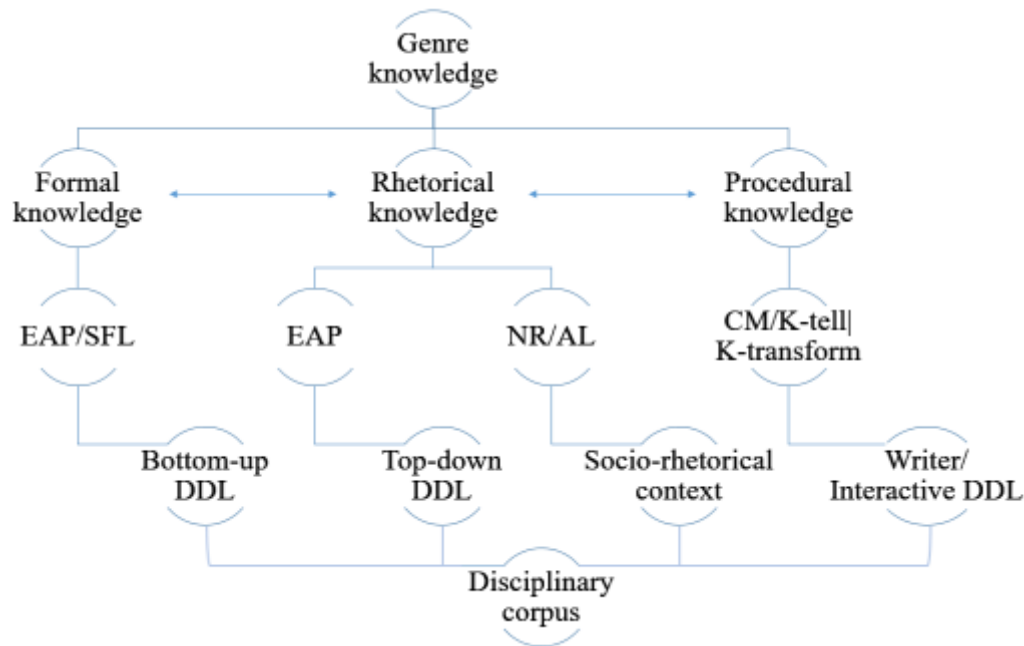 Genre
knowledge
Formal
knowledge
Rhetorical
knowledge
Procedural
knowledge
EAP/SFL
EAP
NR/AL
CM/K-tell|
K-transform
Bottom-up
DDL
Top-down
DDL
Socio-rhetorical
context
Writer/
Interactive DDL
Disciplinary
corpus